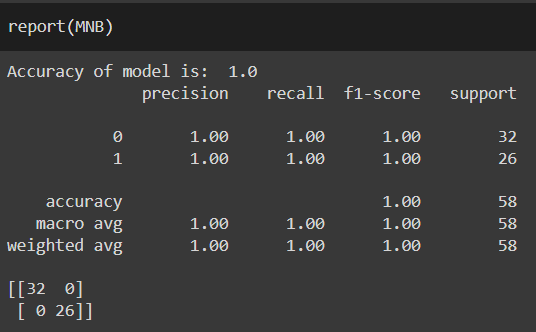 report(MNB)
Accuracy of model is:  1.0
              precision    recall  f1-score   support

           0       1.00      1.00      1.00        32
           1       1.00      1.00      1.00        26

    accuracy                           1.00        58
   macro avg       1.00      1.00      1.00        58
weighted avg       1.00      1.00      1.00        58

[[32  0]
 [ 0 26]]